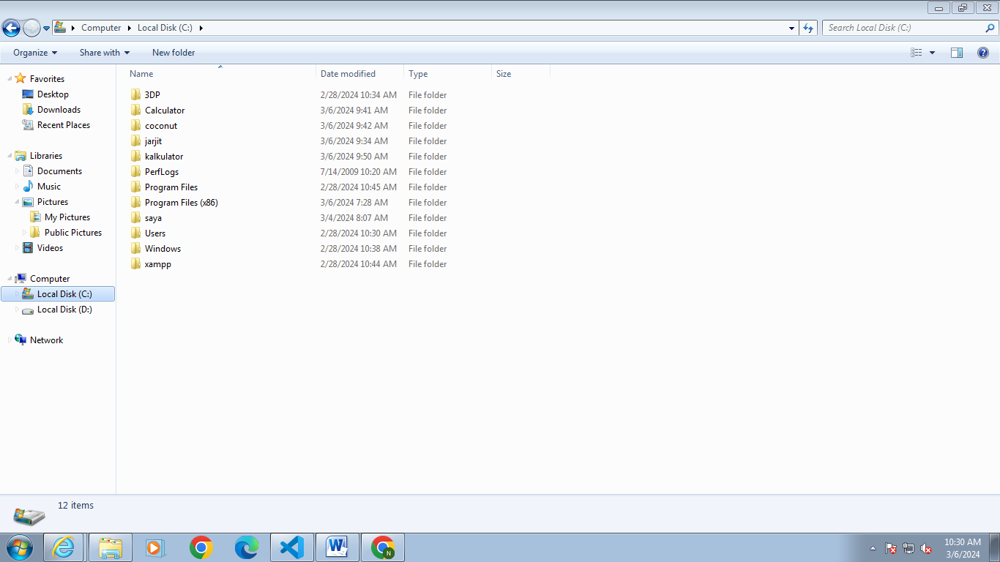 Computer Local Disk (C:) Search Local Disk (C:)
Organize Share with New folder
Name Date modified Type Size
Favorites
Desktop
Downloads
Recent Places
Libraries
Documents
Music
Pictures
My Pictures
Public Pictures
Videos
Computer
Local Disk (C:)
Local Disk (D:)
Network
3DP 2/28/2024 10:34 AM File folder
Calculator 3/6/2024 9:41 AM File folder
coconut 3/6/2024 9:42 AM File folder
jarjit 3/6/2024 9:34 AM File folder
kalkulator 3/6/2024 9:50 AM File folder
PerfLogs 7/14/2009 10:20 AM File folder
Program Files 2/28/2024 10:45 AM File folder
Program Files (x86) 3/6/2024 7:28 AM File folder
saya 3/4/2024 8:07 AM File folder
Users 2/28/2024 10:30 AM File folder
Windows 2/28/2024 10:38 AM File folder
xampp 2/28/2024 10:44 AM File folder
12 items
W
N
10:30 AM
3/6/2024